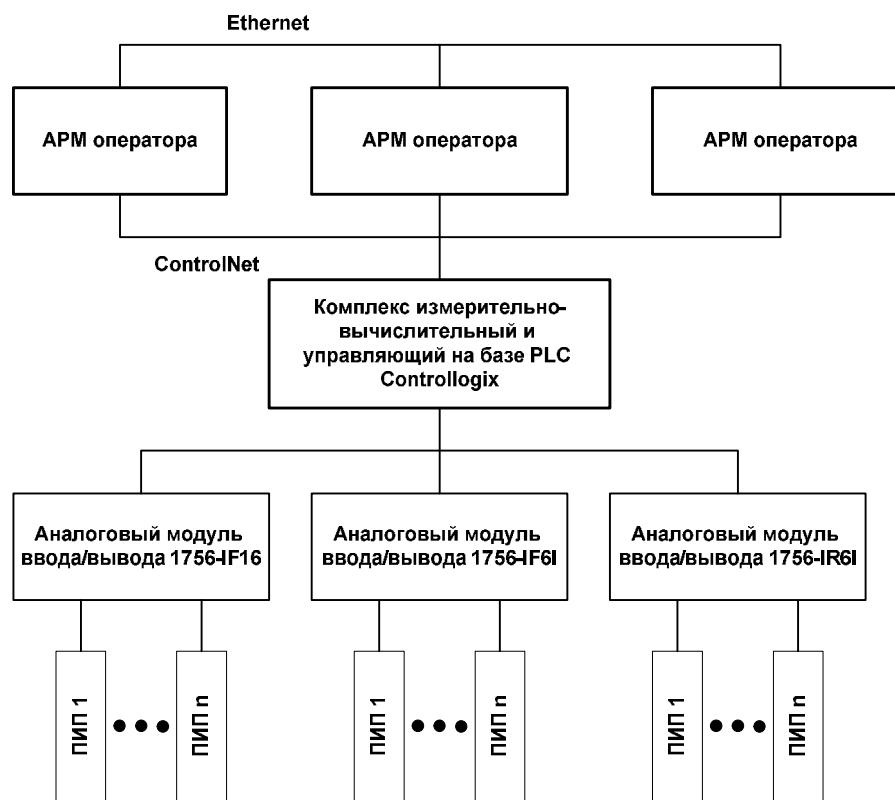 Ethernet
АРМ оператора
АРМ оператора
АРМ оператора
ControlNet
Комплекс измерительно-
вычислительный и
управляющий на базе PLC
Controllogix
Аналоговый модуль
ввода/вывода 1756-IF16
Аналоговый модуль
ввода/вывода 1756-IF6I
Аналоговый модуль
ввода/вывода 1756-IR6I
ПИП 1
ПИП n
ПИП 1
ПИП n
ПИП 1
ПИП n